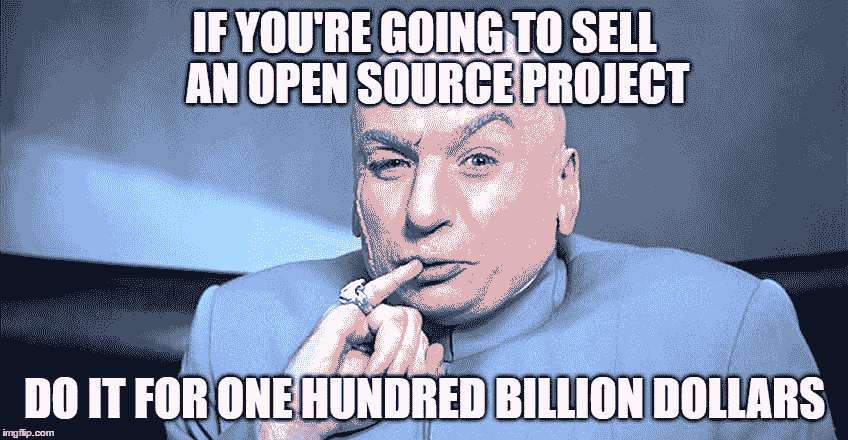 IF YOU'RE GOING TO SELL
AN OPEN SOURCE PROJECT
DO IT FOR ONE HUNDRED BILLION DOLLARS
imgflip.com